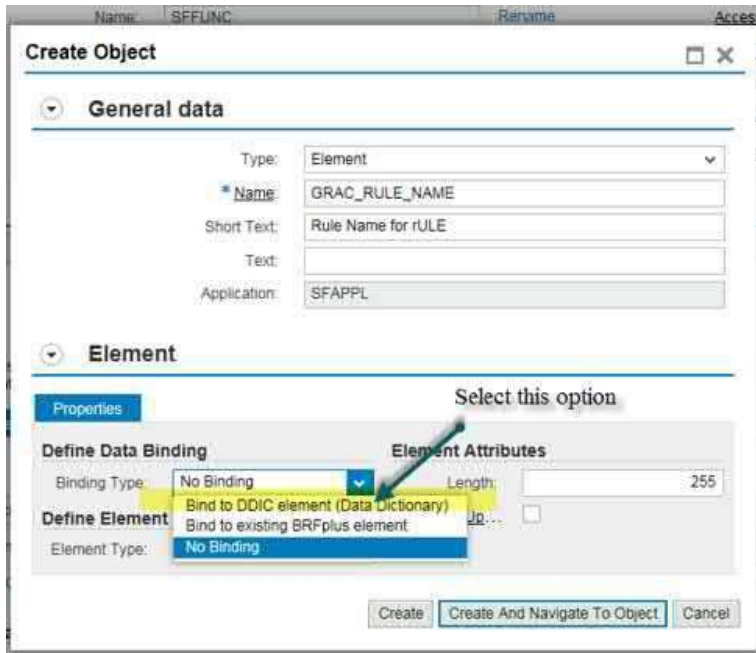 Name: SFFUNC Rename Acces
Create Object
General data
Type: Element
* Name: GRAC_RULE_NAME
Short Text: Rule Name for rULE
Text:
Application: SFAPPL
Element
Properties
Select this option
Define Data Binding Element Attributes
Binding Type: No Binding Length: 255
Bind to DDIC element (Data Dictionary)
Define Element Bind to existing BRFplus element Up...
Element Type: No Binding
Create Create And Navigate To Object Cancel